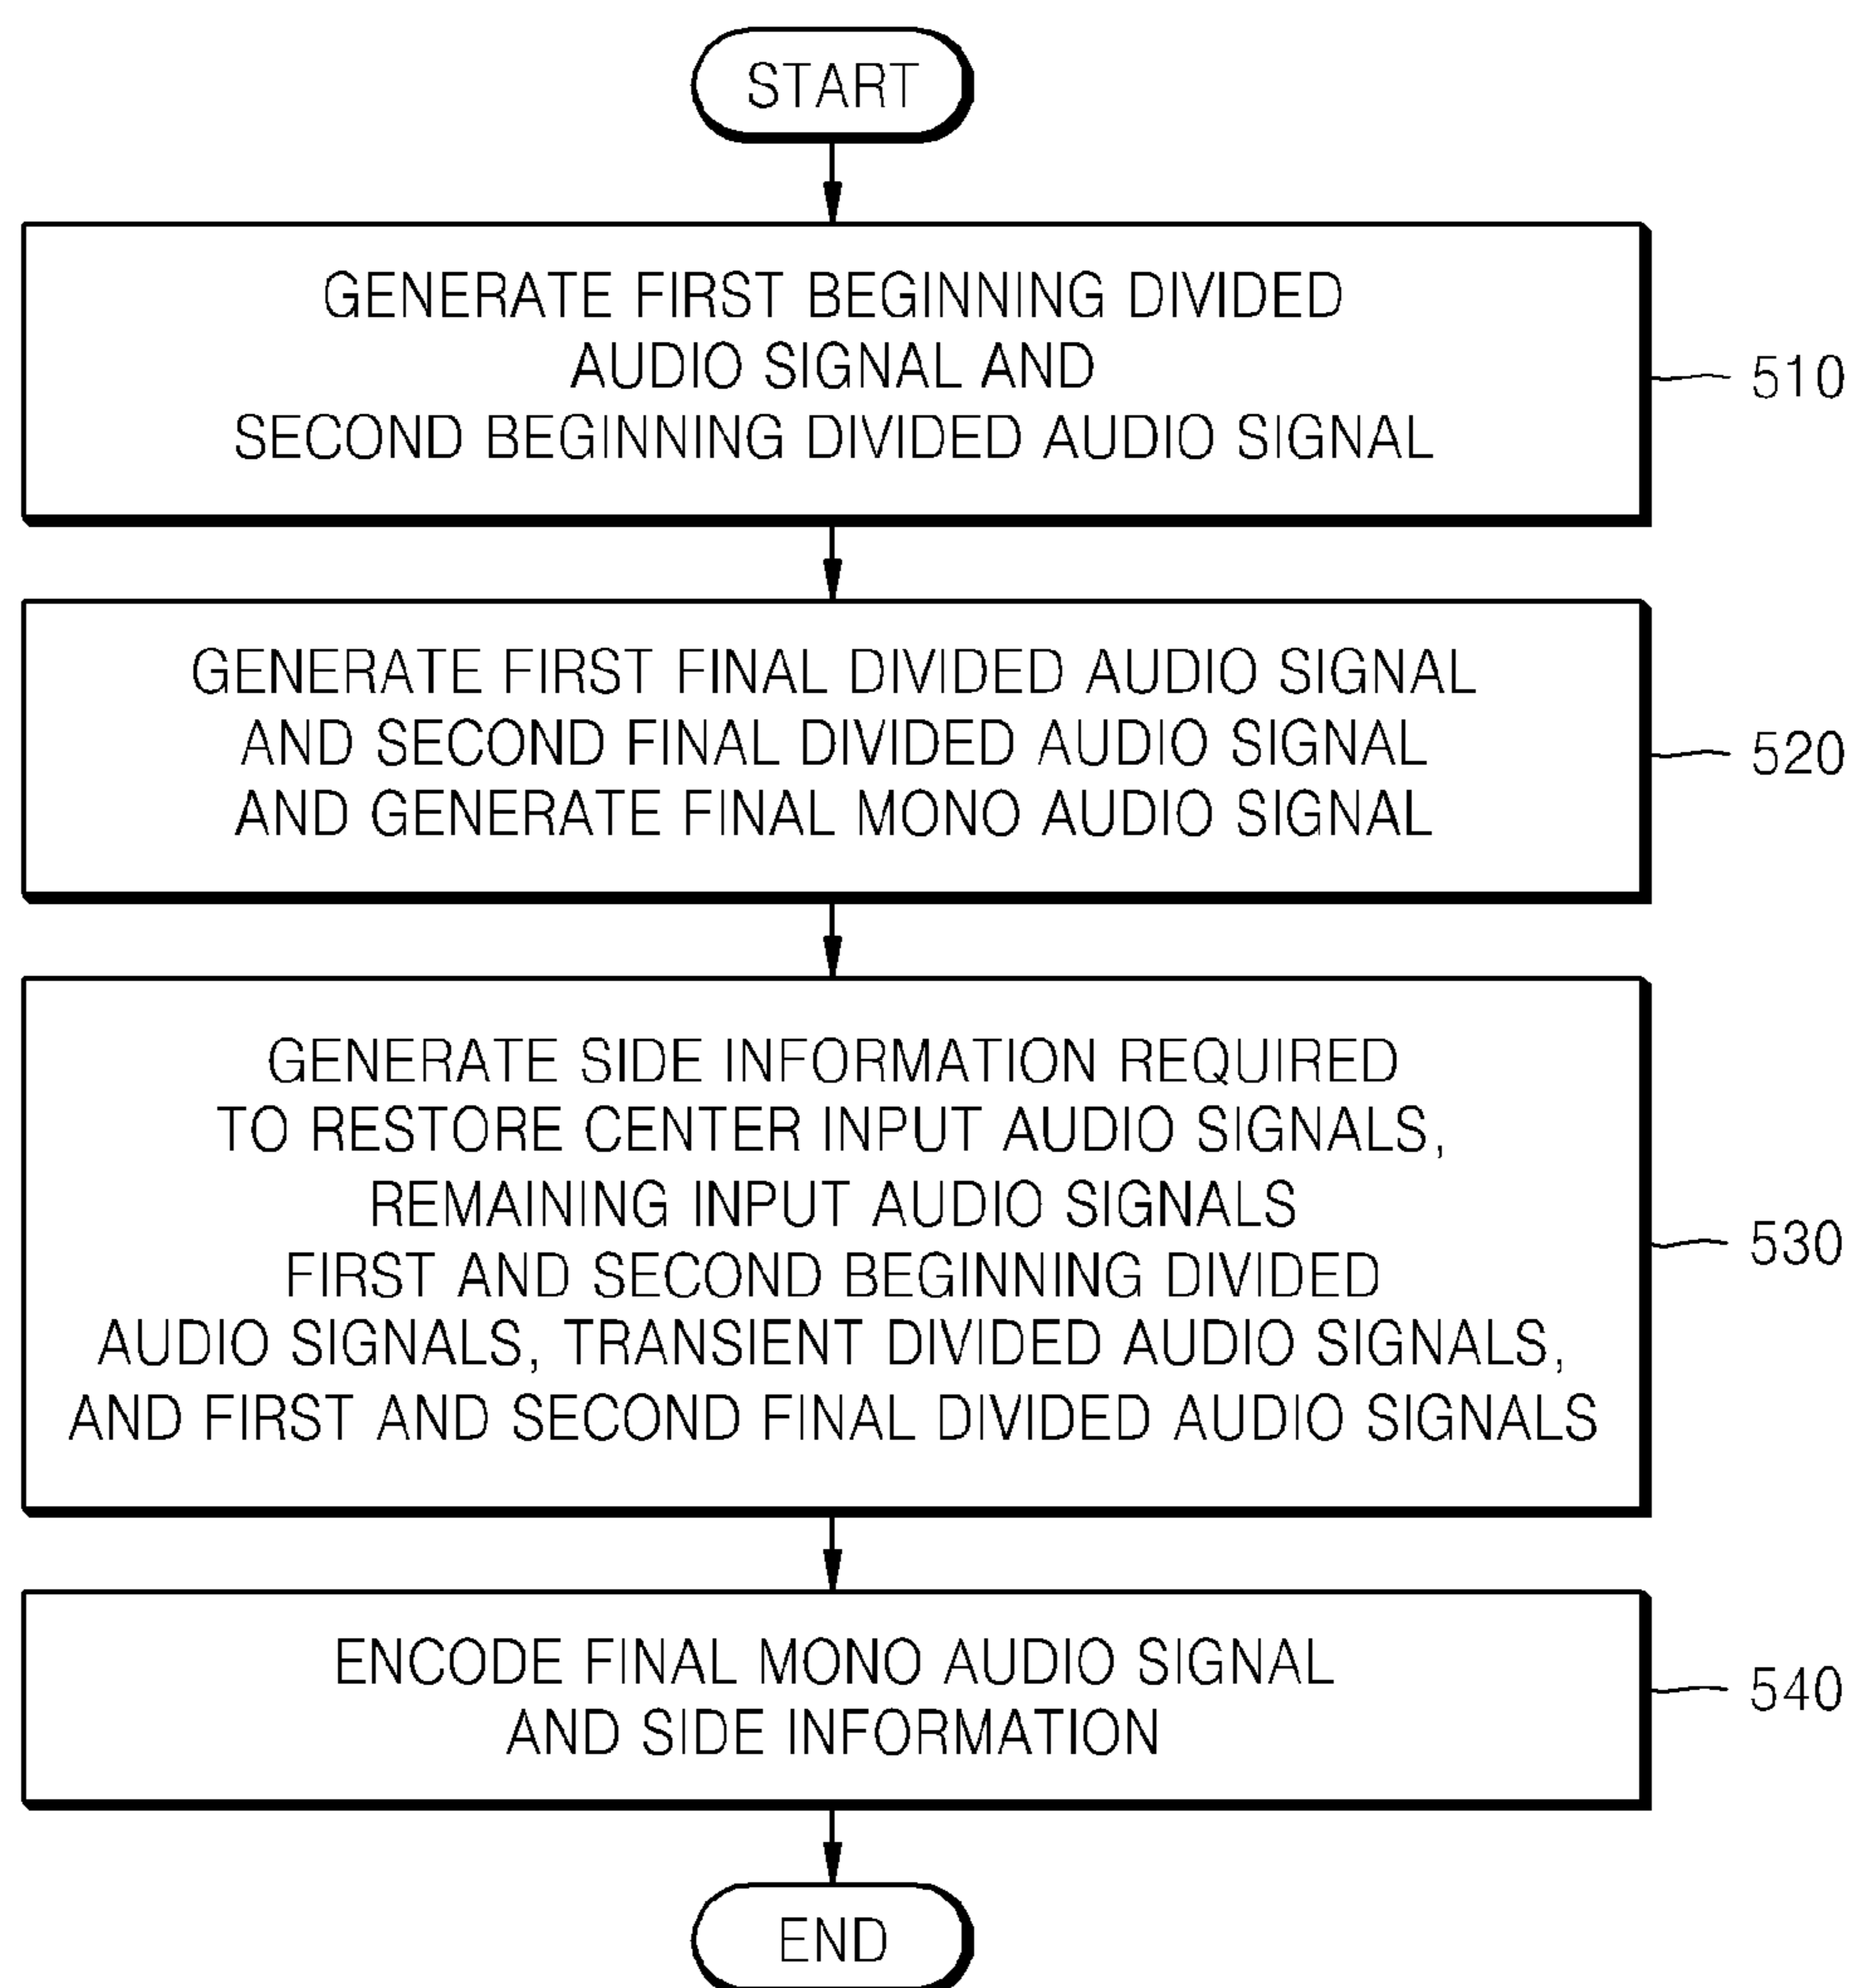 START
GENERATE FIRST BEGINNING DIVIDED
AUDIO SIGNAL AND
SECOND BEGINNING DIVIDED AUDIO SIGNAL
510
GENERATE FIRST FINAL DIVIDED AUDIO SIGNAL
AND SECOND FINAL DIVIDED AUDIO SIGNAL
AND GENERATE FINAL MONO AUDIO SIGNAL
520
GENERATE SIDE INFORMATION REQUIRED
TO RESTORE CENTER INPUT AUDIO SIGNALS,
REMAINING INPUT AUDIO SIGNALS
FIRST AND SECOND BEGINNING DIVIDED
AUDIO SIGNALS, TRANSIENT DIVIDED AUDIO SIGNALS,
AND FIRST AND SECOND FINAL DIVIDED AUDIO SIGNALS
530
ENCODE FINAL MONO AUDIO SIGNAL
AND SIDE INFORMATION
540
END